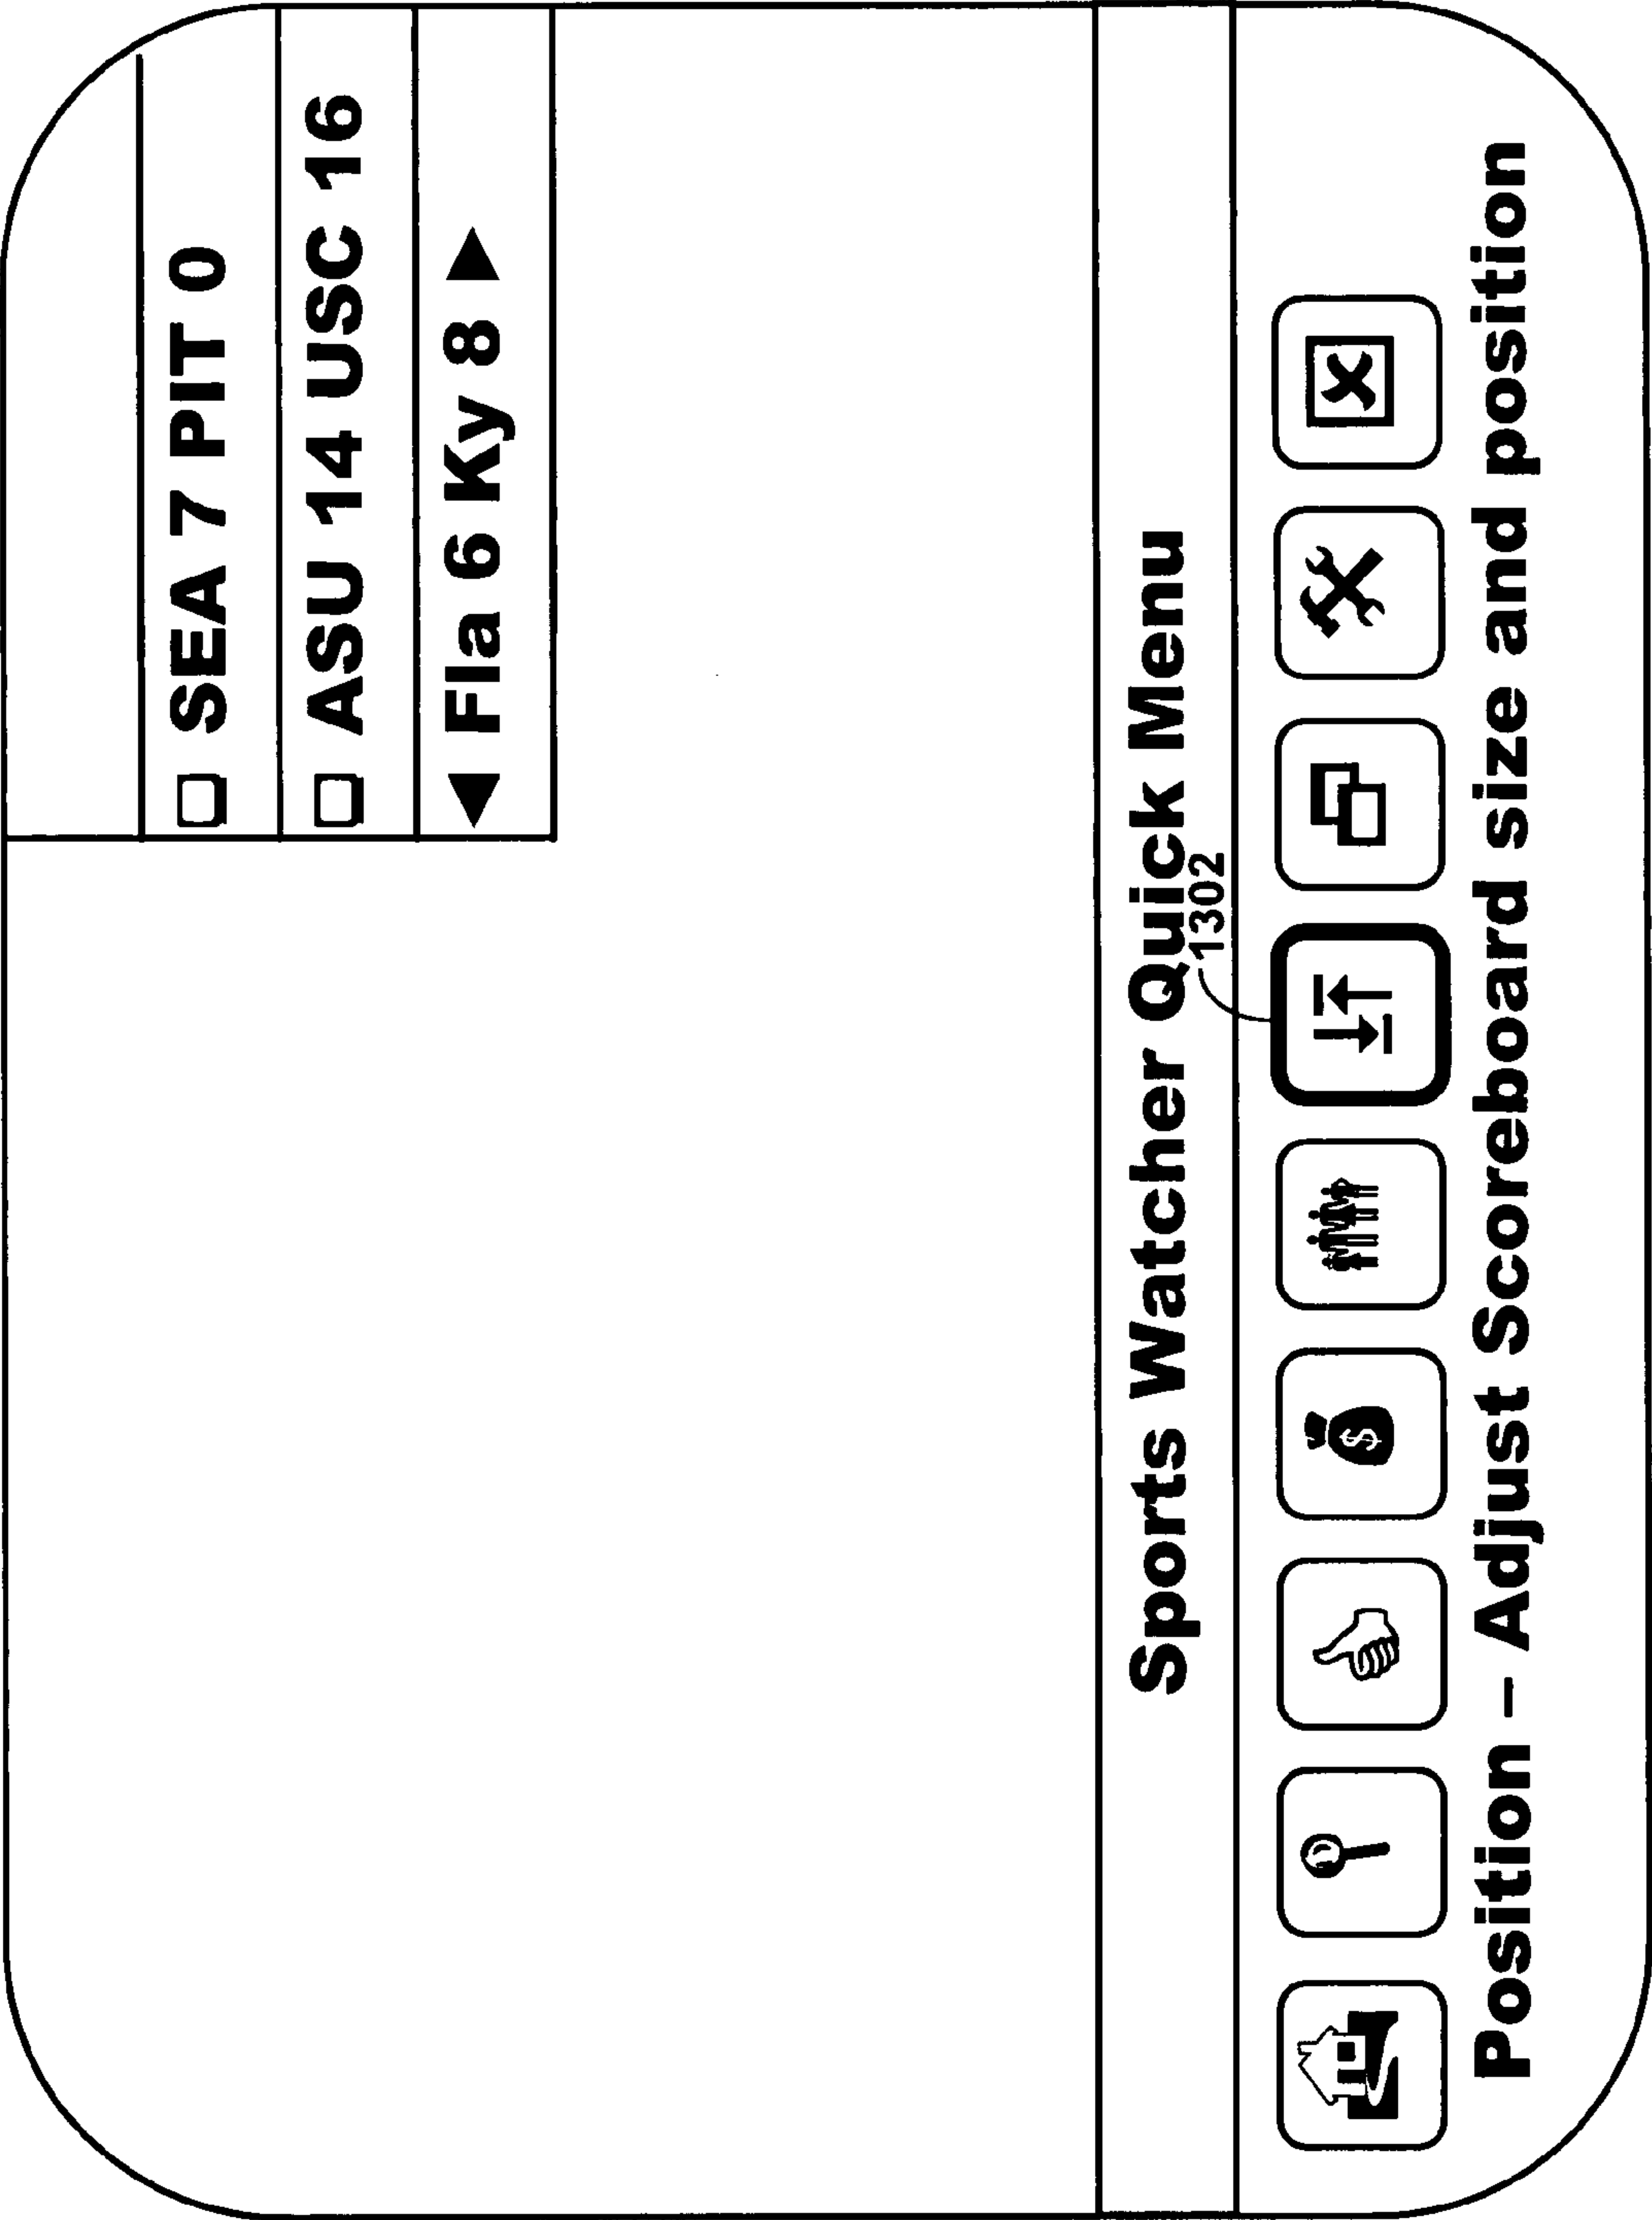 SEA 7 PIT 0
ASU 14 USC 16
Fla 6 Ky 8
Sports Watcher Quick Menu
1302
$
Position – Adjust Scoreboard size and position